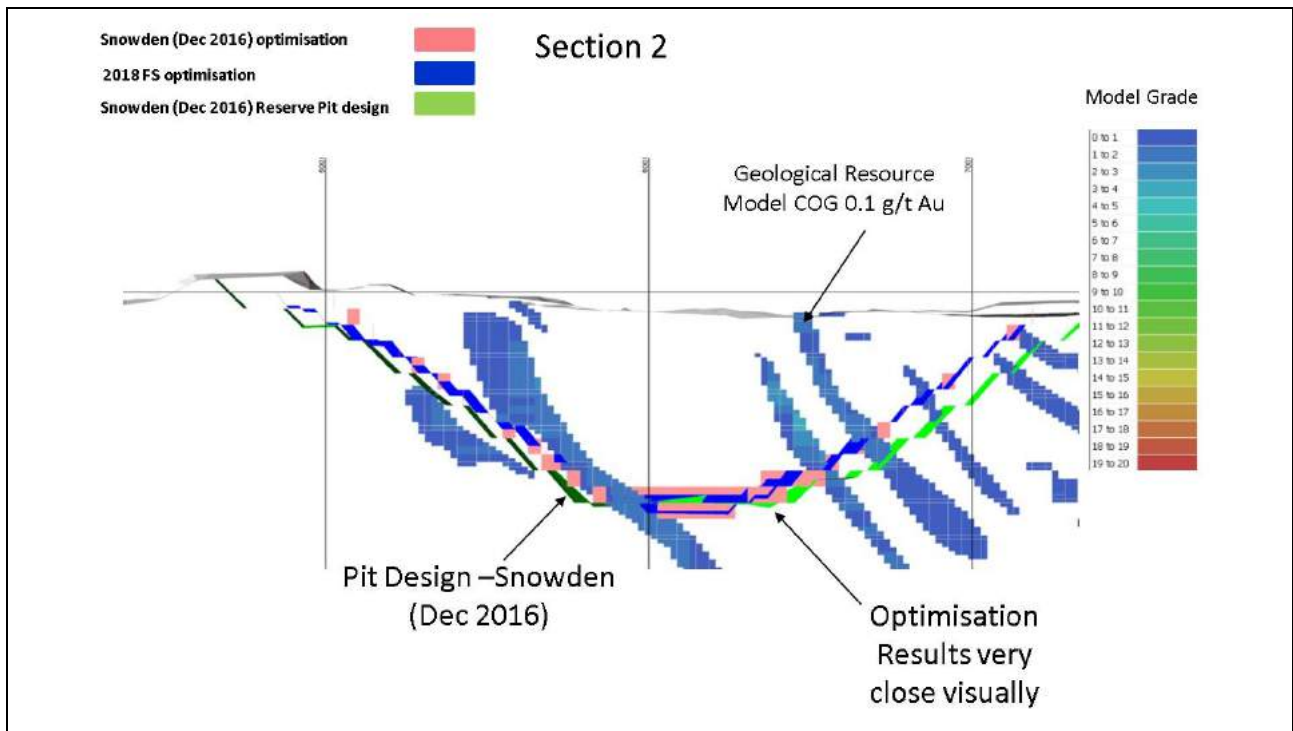 Snowden (Dec 2016) optimisation
Section 2
2018 FS optimisation
Snowden (Dec 2016) Reserve Pit design
Model Grade
0 to 1
1 to 2
2 to 3
3 to 4
4 to 5
5 to 6
6 to 7
7 to 8
8 to 9
9 to 10
10 to 11
11 to 12
12 to 13
13 to 14
14 to 15
15 to 16
16 to 17
17 to 18
18 to 19
19 to 20
Geological Resource
Model COG 0.1 g/t Au
Pit Design –Snowden
(Dec 2016)
Optimisation
Results very
close visually